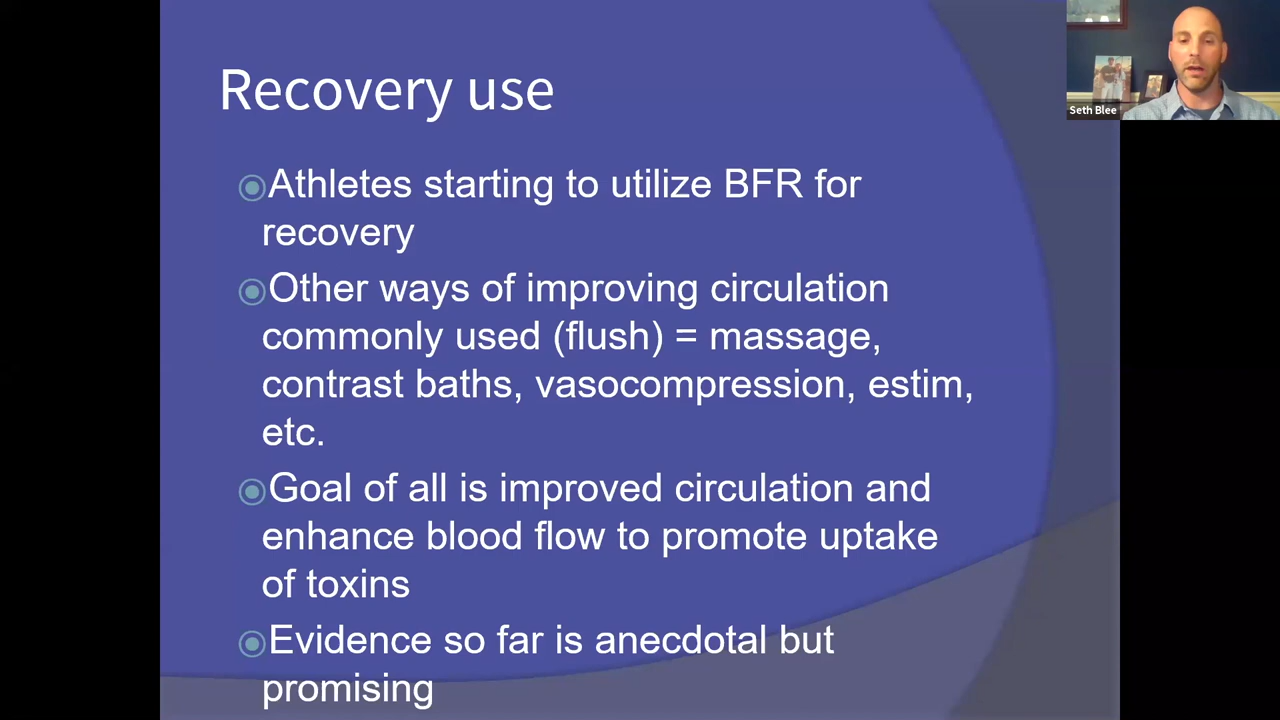 Recovery use
Athletes starting to utilize BFR for
recovery
Other ways of improving circulation
commonly used (flush) = massage,
contrast baths, vasocompression, estim,
etc.
Goal of all is improved circulation and
enhance blood flow to promote uptake
of toxins
Evidence so far is anecdotal but
promising
Seth Blee